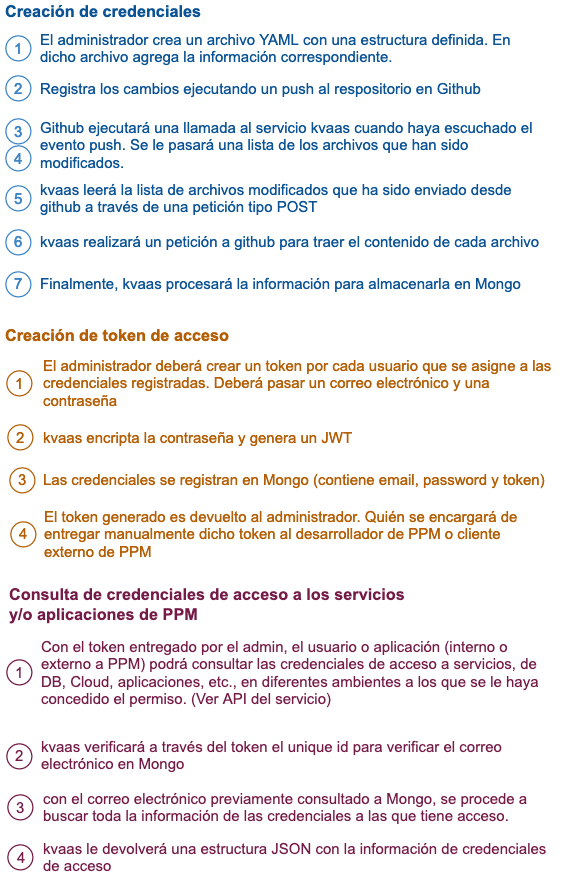 Creación de credenciales
1 El administrador crea un archivo YAML con una estructura definida. En
dicho archivo agrega la información correspondiente.
2 Registra los cambios ejecutando un push al respositorio en Github
3 Github ejecutará una llamada al servicio kvaas cuando haya escuchado el
evento push. Se le pasará una lista de los archivos que han sido
4 modificados.
5 kvaas leerá la lista de archivos modificados que ha sido enviado desde
github a través de una petición tipo POST
6 kvaas realizará un petición a github para traer el contenido de cada archivo
7 Finalmente, kvaas procesará la información para almacenarla en Mongo
Creación de token de acceso
El administrador deberá crear un token por cada usuario que se asigne a las
1 credenciales registradas. Deberá pasar un correo electrónico y una
contraseña
2 kvaas encripta la contraseña y genera un JWT
3 Las credenciales se registran en Mongo (contiene email, password y token)
El token generado es devuelto al administrador. Quién se encargará de
4 entregar manualmente dicho token al desarrollador de PPM o cliente
externo de PPM
Consulta de credenciales de acceso a los servicios
y/o aplicaciones de PPM
Con el token entregado por el admin, el usuario o aplicación (interno o
1 externo a PPM) podrá consultar las credenciales de acceso a servicios, de
DB, Cloud, aplicaciones, etc., en diferentes ambientes a los que se le haya
concedido el permiso. (Ver API del servicio)
2 kvaas verificará a través del token el unique id para verificar el correo
electrónico en Mongo
3 con el correo electrónico previamente consultado a Mongo, se procede a
buscar toda la información de las credenciales a las que tiene acceso.
4 kvaas le devolverá una estructura JSON con la información de credenciales
de acceso